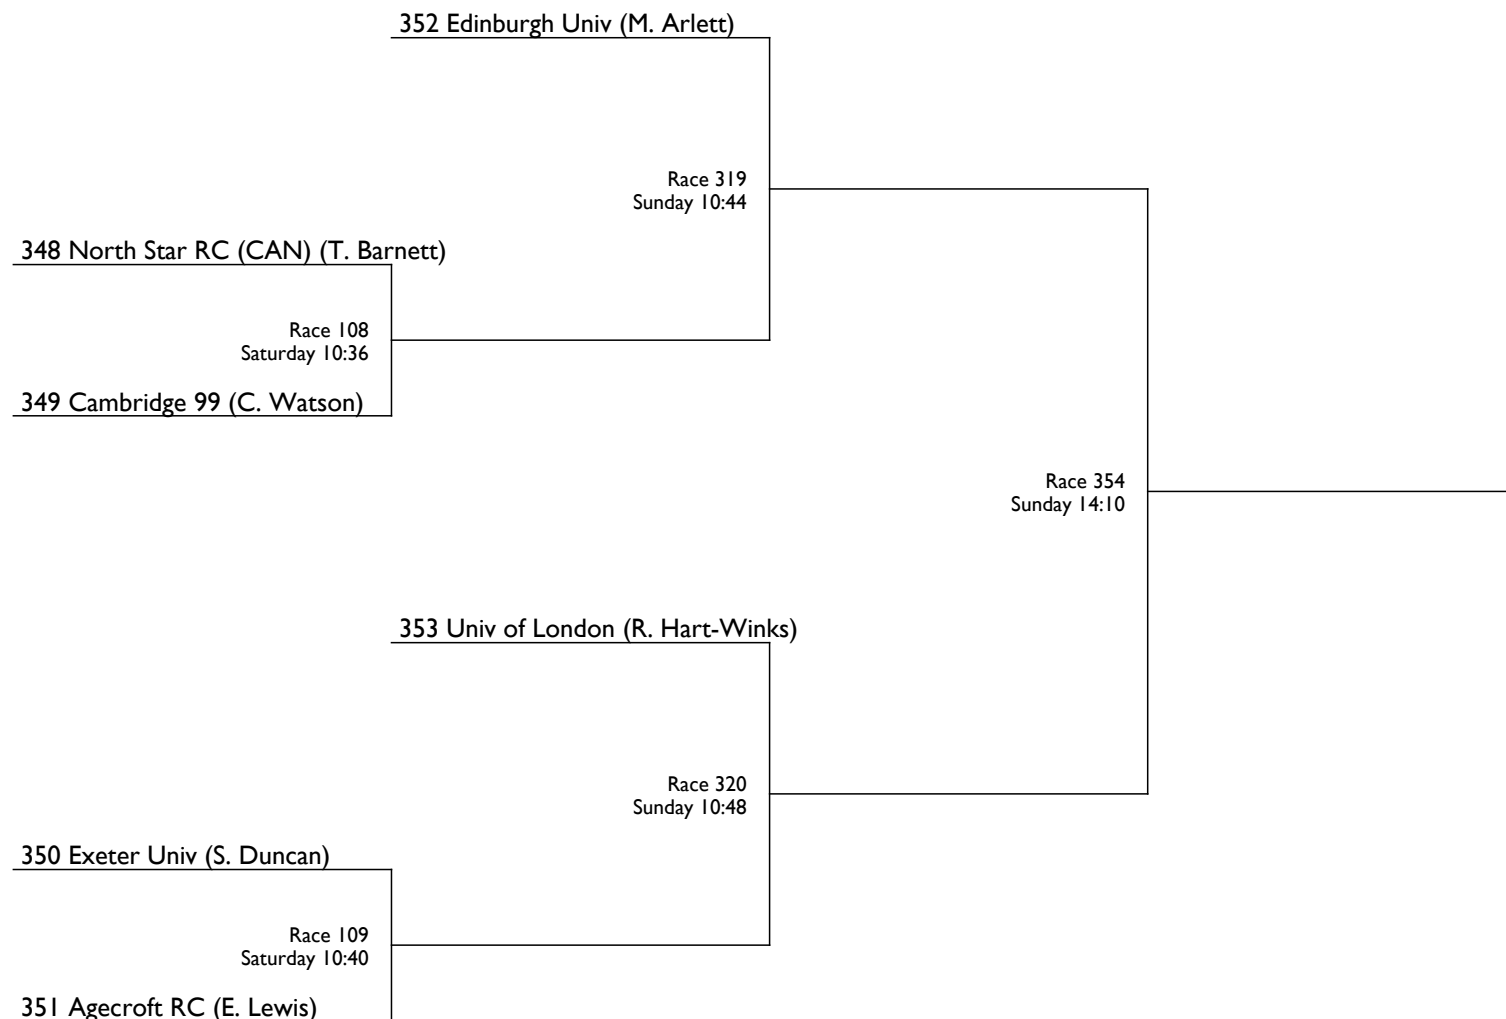 352 Edinburgh Univ (M. Arlett)
Race 319
Sunday 10:44
348 North Star RC (CAN) (T. Barnett)
Race 108
Saturday 10:36
349 Cambridge 99 (C. Watson)
Race 354
Sunday 14:10
353 Univ of London (R. Hart-Winks)
Race 320
Sunday 10:48
350 Exeter Univ (S. Duncan)
Race 109
Saturday 10:40
351 Agecroft RC (E. Lewis)